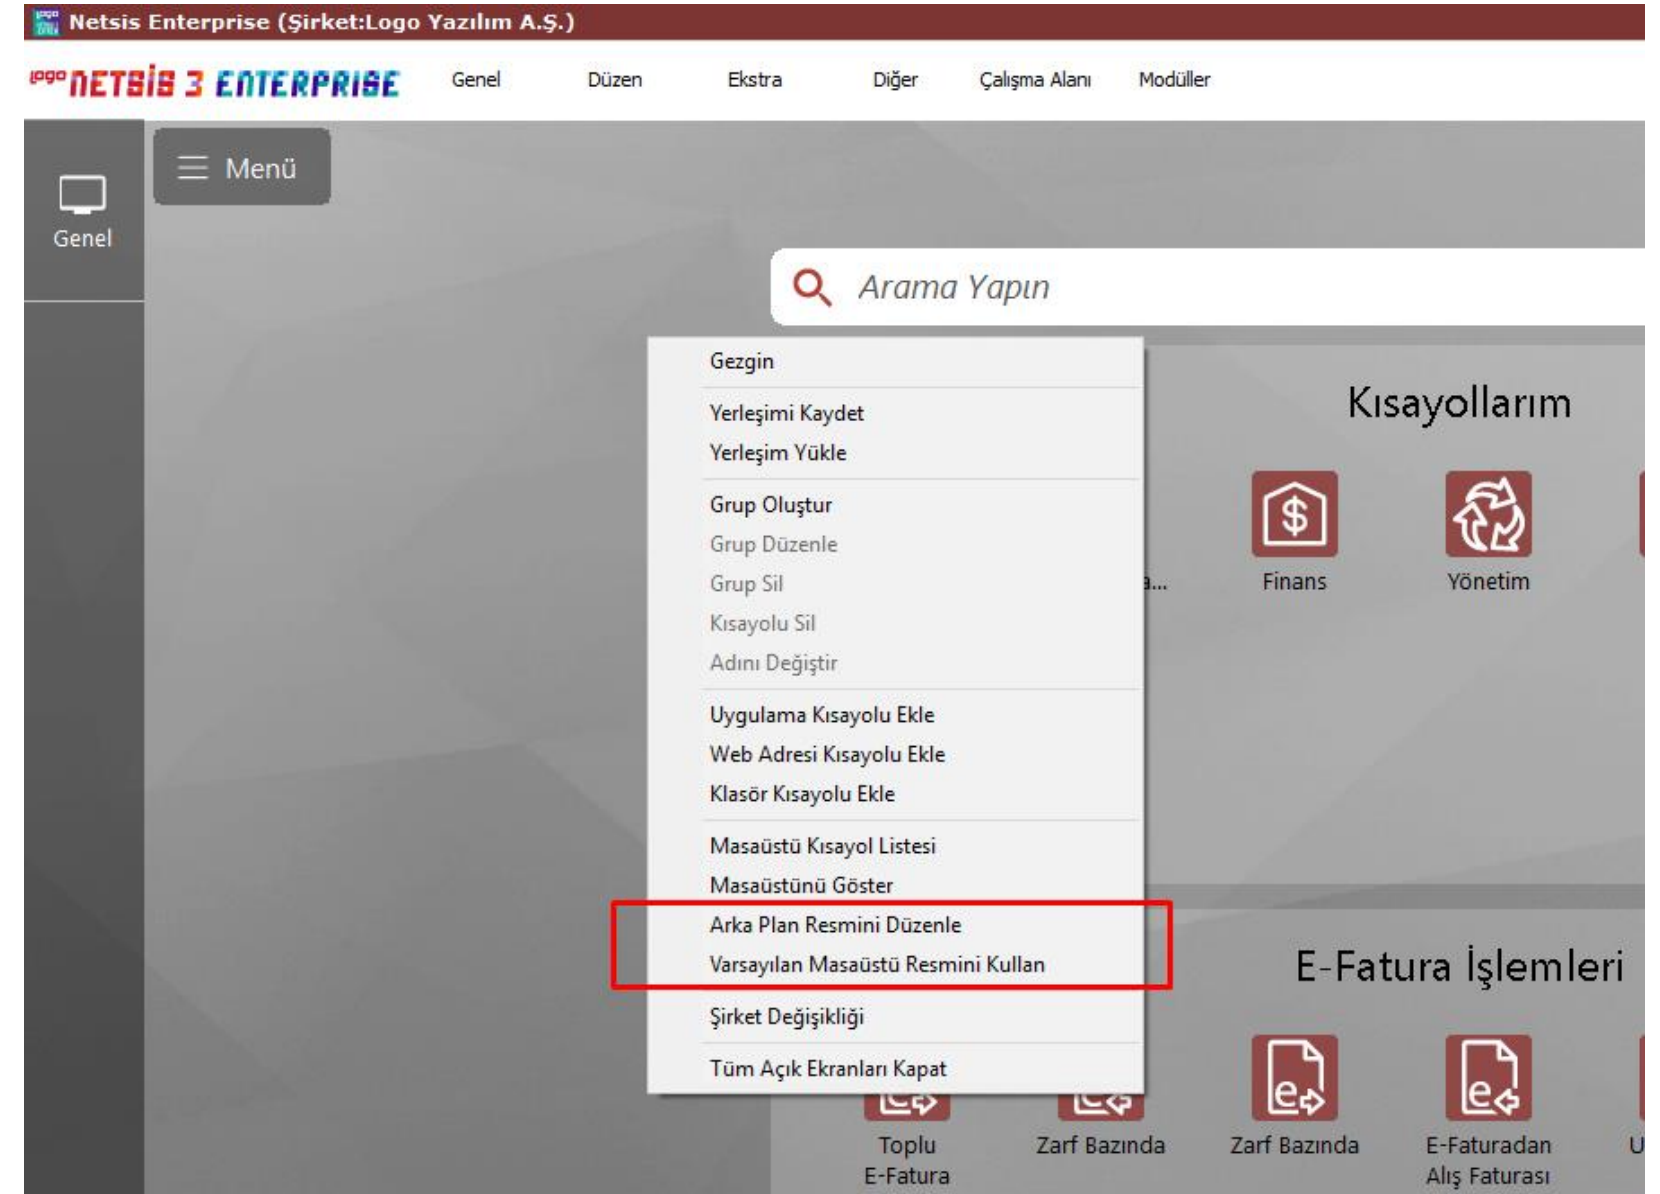 Netsis Enterprise (Şirket:Logo Yazılım A.Ş.)
logo NETSİS 3 ENTERPRISE
Genel
Düzen
Ekstra
Diğer
Çalışma Alanı
Modüller
Menü
Genel
Arama Yapın
Gezgin
Yerleşimi Kaydet
Yerleşim Yükle
Grup Oluştur
Grup Düzenle
Grup Sil
Kısayolu Sil
Adını Değiştir
Uygulama Kısayolu Ekle
Web Adresi Kısayolu Ekle
Klasör Kısayolu Ekle
Masaüstü Kısayol Listesi
Masaüstünü Göster
Arka Plan Resmini Düzenle
Varsayılan Masaüstü Resmini Kullan
Şirket Değişikliği
Tüm Açık Ekranları Kapat
Kısayollarım
Finans
Yönetim
E-Fatura İşlemleri
Toplu
E-Fatura
Zarf Bazında
Zarf Bazında
E-Faturadan
Alış Faturası